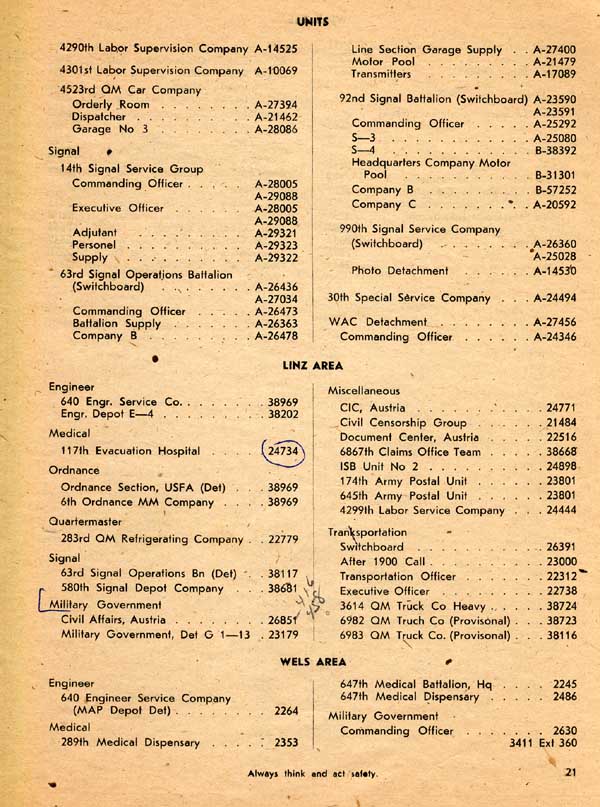 UNITS
4290th Labor Supervision Company A-14525
4301st Labor Supervision Company A-10069
4523rd QM Car Company
Orderly Room . . . . . . . . A-27394
Dispatcher . . . . . . . . . A-21462
Garage No 3 . . . . . . . . A-28086
Signal
14th Signal Service Group
Commanding Officer . . . . . . A-28005
A-29088
Executive Officer . . . . . . . A-28005
A-29088
Adjutant . . . . . . . . . . A-29321
Personel . . . . . . . . . . A-29323
Supply . . . . . . . . . . . A-29322
63rd Signal Operations Battalion
(Switchboard) . . . . . . . . A-26436
A-27034
Commanding Officer . . . . . A-26473
Battalion Supply . . . . . . . A-26363
Company B . . . . . . . . . A-26478
Line Section Garage Supply . . A-27400
Motor Pool . . . . . . . . . A-21479
Transmitters . . . . . . . . . A-17089
92nd Signal Battalion (Switchboard) A-23590
A-23591
Commanding Officer . . . . . A-25292
S—3 . . . . . . . . . . . . A-25080
S—4 . . . . . . . . . . . . B-38392
Headquarters Company Motor
Pool . . . . . . . . . . . B-31301
Company B . . . . . . . . . B-57252
Company C . . . . . . . . . A-20592
990th Signal Service Company
(Switchboard) . . . . . . . . A-26360
A-25028
Photo Detachment . . . . . . A-14530
30th Special Service Company . . A-24494
WAC Detachment . . . . . . . . A-27456
Commanding Officer . . . . . A-24346
LINZ AREA
Engineer
640 Engr. Service Co. . . . . . . . 38969
Engr. Depot E—4 . . . . . . . . . 38202
Medical
117th Evacuation Hospital . . . . . 24734
Ordnance
Ordnance Section, USFA (Det) . . . 38969
6th Ordnance MM Company . . . . 38969
Quartermaster
283rd QM Refrigerating Company . . 22779
Signal
63rd Signal Operations Bn (Det) . . . 38117
580th Signal Depot Company . . . . 38681
Military Government
Civil Affairs, Austria . . . . . . . . 26851
Military Government, Det G 1—13 . . 23179
Miscellaneous
CIC, Austria . . . . . . . . . . . 24771
Civil Censorship Group . . . . . . 21484
Document Center, Austria . . . . . 22516
6867th Claims Office Team . . . . . 38668
ISB Unit No 2 . . . . . . . . . . 24898
174th Army Postal Unit . . . . . . 23801
645th Army Postal Unit . . . . . . 23801
4299th Labor Service Company . . . 24444
Transportation
Switchboard . . . . . . . . . . . 26391
After 1900 Call . . . . . . . . . . 23000
Transportation Officer . . . . . . . 22312
Executive Officer . . . . . . . . . 22738
3614 QM Truck Co Heavy . . . . . 38724
6982 QM Truch Co (Provisonal) . . . 38723
6983 QM Truck Co. (Provisonal) . . . 38116
WELS AREA
Engineer
640 Engineer Service Company
(MAP Depot Det) . . . . . . . . . 2264
Medical
289th Medical Dispensary . . . . . . 2353
647th Medical Battalion, Hq . . . . . 2245
647th Medical Dispensary . . . . . . 2486
Military Government
Commanding Officer . . . . . . . 2630
3411 Ext 360
Always think and act safety.
21